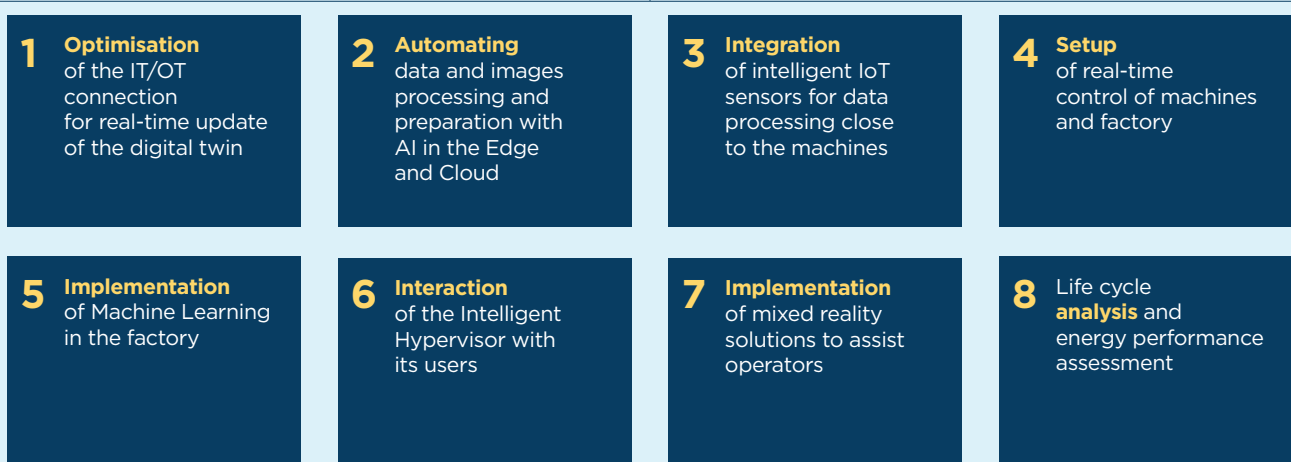 1
Optimisation
of the IT/OT
connection
for real-time update
of the digital twin
2
Automating
data and images
processing and
preparation with
AI in the Edge
and Cloud
3
Integration
of intelligent IoT
sensors for data
processing close
to the machines
4
Setup
of real-time
control of machines
and factory
5
Implementation
of Machine Learning
in the factory
6
Interaction
of the Intelligent
Hypervisor with
its users
7
Implementation
of mixed reality
solutions to assist
operators
8
Life cycle
analysis and
energy performance
assessment